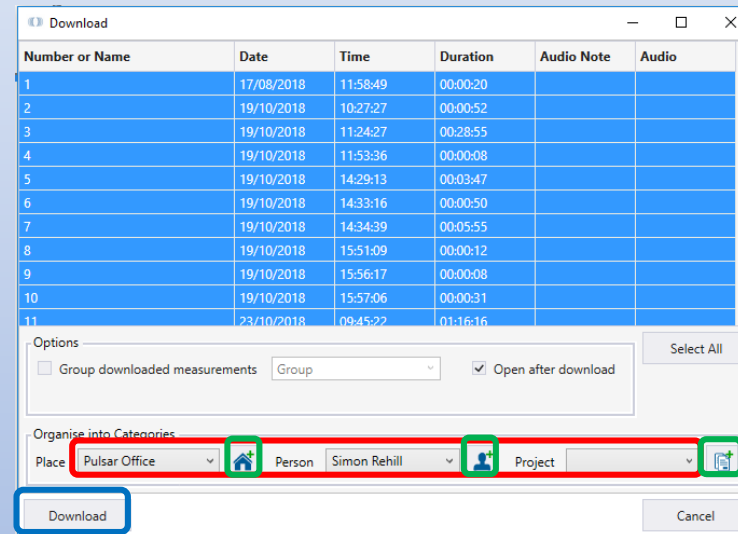 Download
Number or Name Date Time Duration Audio Note Audio
1 17/08/2018 11:58:49 00:00:20
2 19/10/2018 10:27:27 00:00:52
3 19/10/2018 11:24:27 00:28:55
4 19/10/2018 11:53:36 00:00:08
5 19/10/2018 14:29:13 00:03:47
6 19/10/2018 14:33:16 00:00:50
7 19/10/2018 14:34:39 00:05:55
8 19/10/2018 15:51:09 00:00:12
9 19/10/2018 15:56:17 00:00:08
10 19/10/2018 15:57:06 00:00:31
11 23/10/2018 09:45:22 01:16:16
Options
Select All
Group downloaded measurements Group Open after download
Organise into Categories
Place Pulsar Office Person Simon Rehill Project
Download Cancel